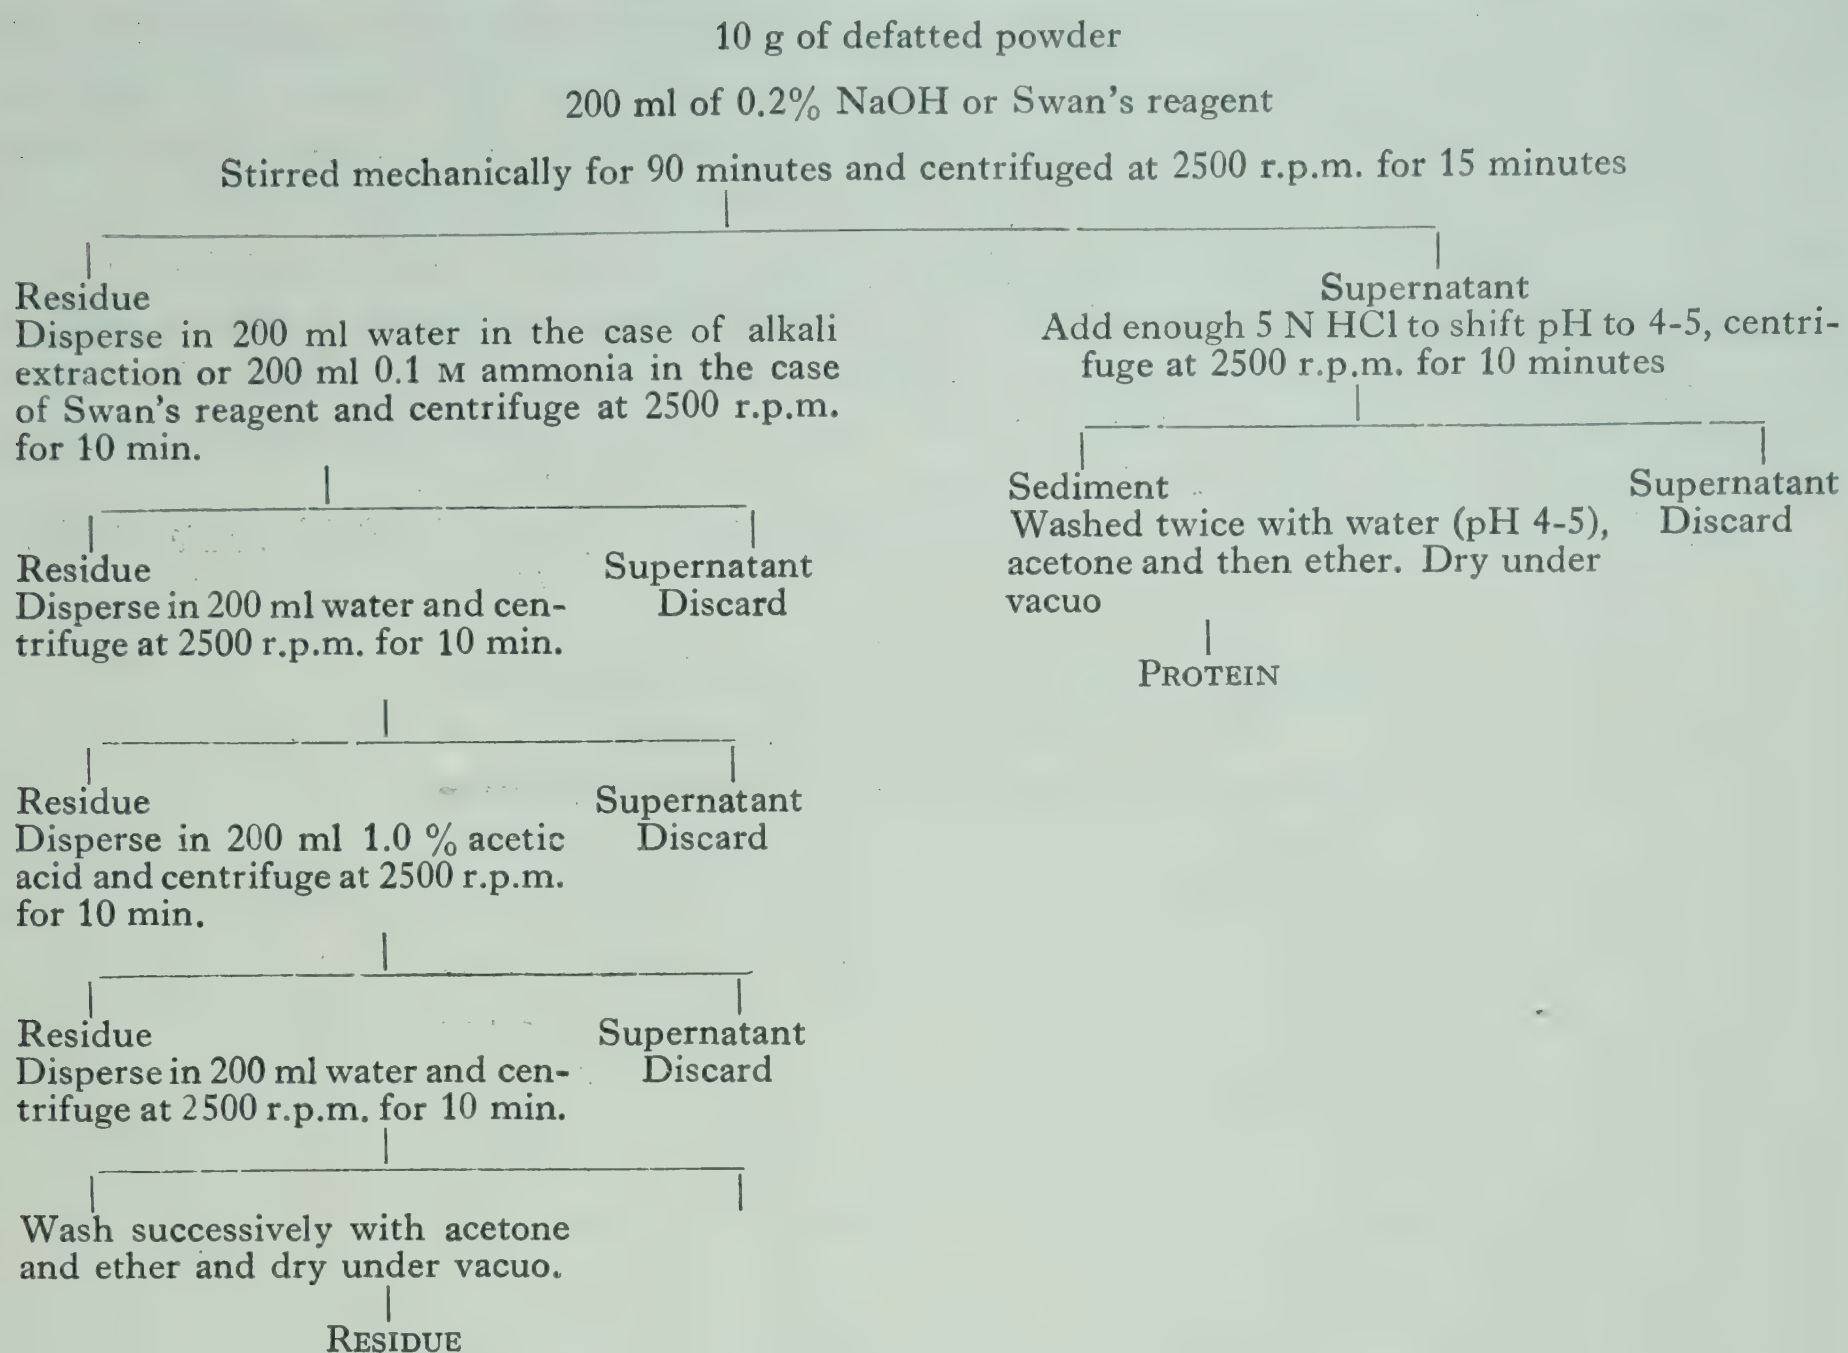 10 g of defatted powder
200 ml of 0.2% NaOH or Swan's reagent
Stirred mechanically for 90 minutes and centrifuged at 2500 r.p.m. for 15 minutes
Residue
Disperse in 200 ml water in the case of alkali
extraction or 200 ml 0.1 M ammonia in the case
of Swan's reagent and centrifuge at 2500 r.p.m.
for 10 min.
Supernatant
Add enough 5 N HCl to shift pH to 4-5, centri-
fuge at 2500 r.p.m. for 10 minutes
Sediment
Washed twice with water (pH 4-5),
acetone and then ether. Dry under
vacuo
Supernatant
Discard
PROTEIN
Residue
Disperse in 200 ml water and cen-
trifuge at 2500 r.p.m. for 10 min.
Supernatant
Discard
Residue
Disperse in 200 ml 1.0 % acetic
acid and centrifuge at 2500 r.p.m.
for 10 min.
Supernatant
Discard
Residue
Disperse in 200 ml water and cen-
trifuge at 2500 r.p.m. for 10 min.
Supernatant
Discard
Wash successively with acetone
and ether and dry under vacuo.
RESIDUE